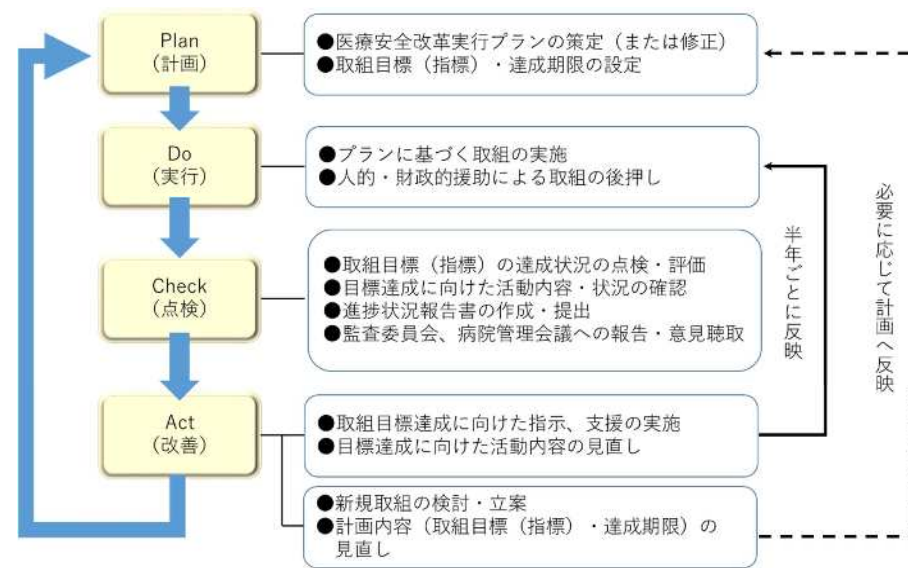 Plan
(計画)
●医療安全改革実行プランの策定（または修正）
●取組目標（指標）・達成期限の設定
Do
(実行)
●プランに基づく取組の実施
●人的・財政的援助による取組の後押し
Check
(点検)
●取組目標（指標）の達成状況の点検・評価
●目標達成に向けた活動内容・状況の確認
●進捗状況報告書の作成・提出
●監査委員会、病院管理会議への報告・意見聴取
Act
(改善)
●取組目標達成に向けた指示、支援の実施
●目標達成に向けた活動内容の見直し
●新規取組の検討・立案
●計画内容（取組目標（指標）・達成期限）の
見直し
半年ごとに反映
必要に応じて計画へ反映